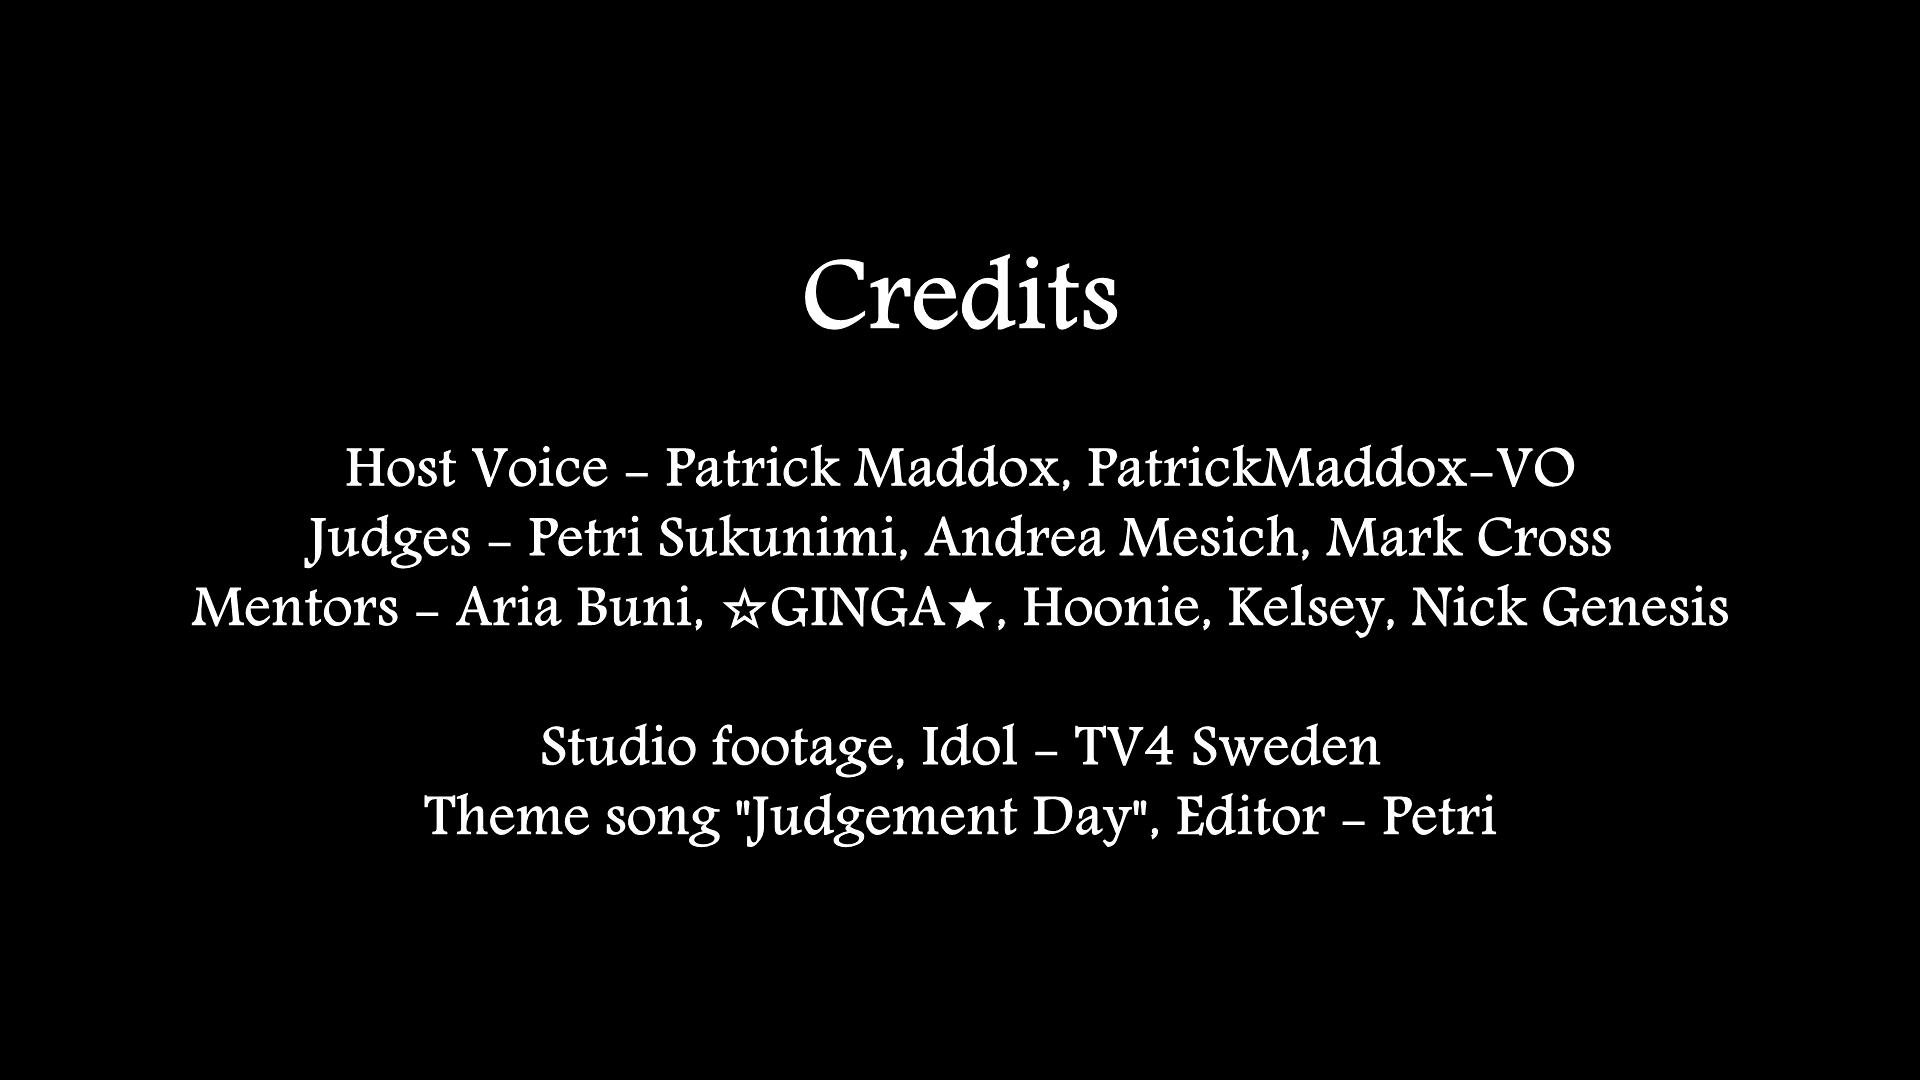 Credits
Host Voice - Patrick Maddox, PatrickMaddox-VO
Judges - Petri Sukunimi, Andrea Mesich, Mark Cross
Mentors - Aria Buni, ☆GINGA★, Hoonie, Kelsey, Nick Genesis
Studio footage, Idol - TV4 Sweden
Theme song "Judgement Day", Editor - Petri